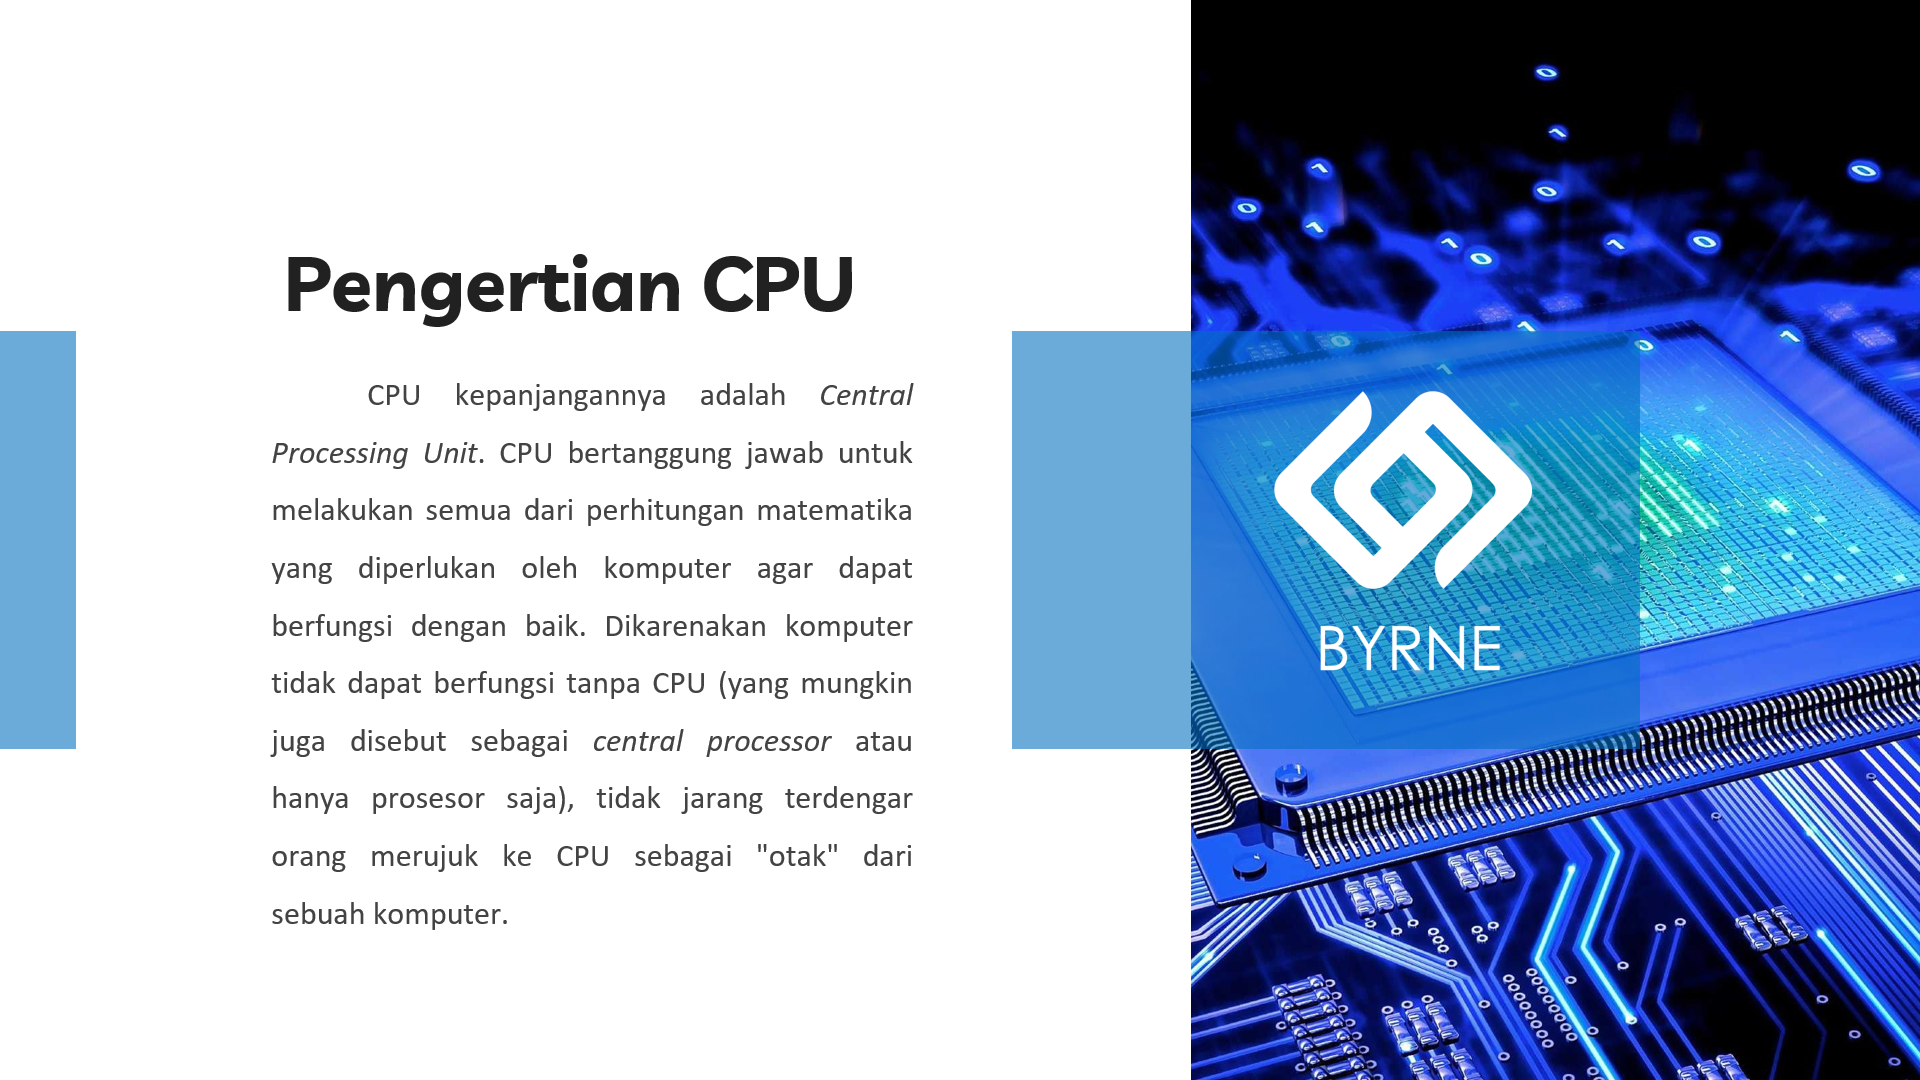 Pengertian CPU
CPU kepanjangannya adalah Central
Processing Unit. CPU bertanggung jawab untuk
melakukan semua dari perhitungan matematika
yang diperlukan oleh komputer agar dapat
berfungsi dengan baik. Dikarenakan komputer
tidak dapat berfungsi tanpa CPU (yang mungkin
juga disebut sebagai central processor atau
hanya prosesor saja), tidak jarang terdengar
orang merujuk ke CPU sebagai "otak" dari
sebuah komputer.
BYRNE